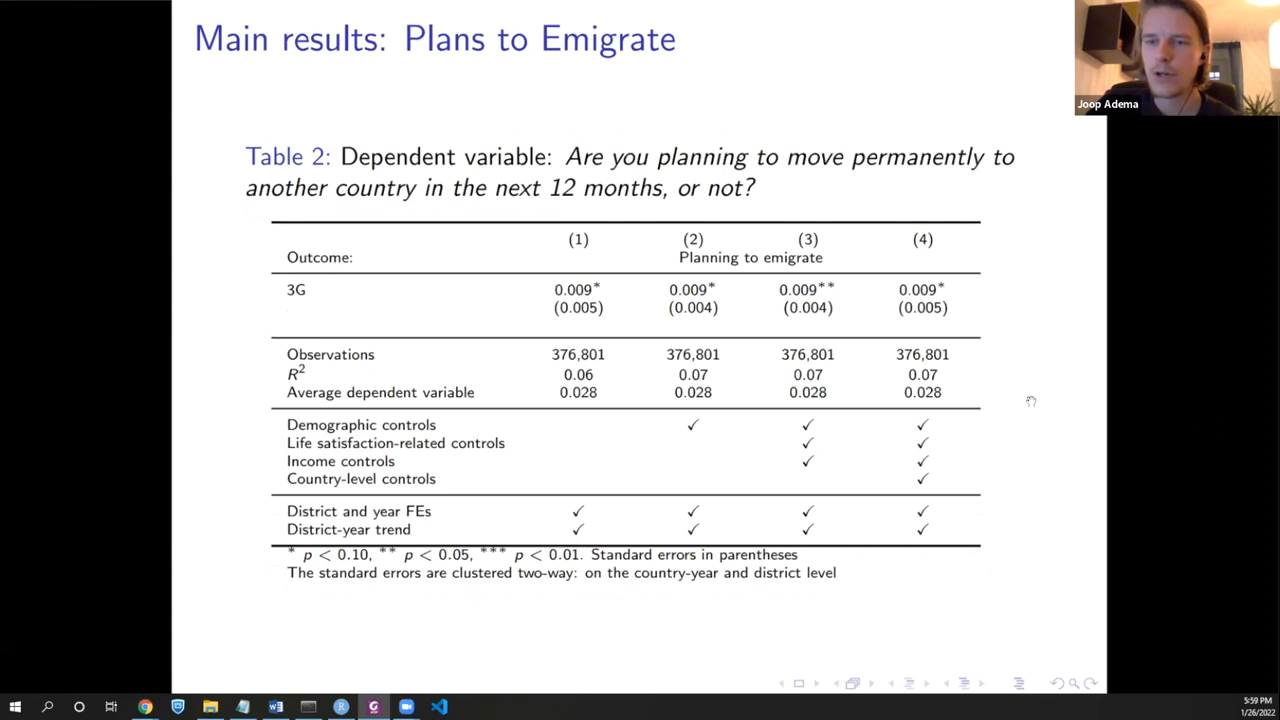 Main results: Plans to Emigrate
Joop Adema
Table 2: Dependent variable: Are you planning to move permanently to
another country in the next 12 months, or not?
(1) (2) (3) (4)
Outcome: Planning to emigrate
3G 0.009* 0.009* 0.009** 0.009*
(0.005) (0.004) (0.004) (0.005)
Observations 376,801 376,801 376,801 376,801
R² 0.06 0.07 0.07 0.07
Average dependent variable 0.028 0.028 0.028 0.028
Demographic controls ✓ ✓ ✓
Life satisfaction-related controls ✓ ✓
Income controls ✓ ✓
Country-level controls ✓
District and year FEs ✓ ✓ ✓ ✓
District-year trend ✓ ✓ ✓ ✓
* p < 0.10, ** p < 0.05, *** p < 0.01. Standard errors in parentheses
The standard errors are clustered two-way: on the country-year and district level
5:59 PM
1/26/2022